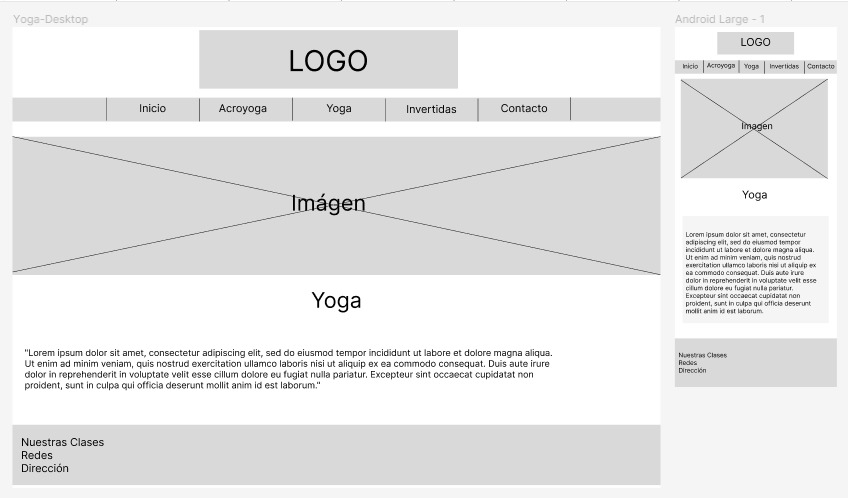 Yoga-Desktop
LOGO
Inicio
Acroyoga
Yoga
Invertidas
Contacto
Imágen
Yoga
"Lorem ipsum dolor sit amet, consectetur adipiscing elit, sed do eiusmod tempor incididunt ut labore et dolore magna aliqua.
Ut enim ad minim veniam, quis nostrud exercitation ullamco laboris nisi ut aliquip ex ea commodo consequat. Duis aute irure
dolor in reprehenderit in voluptate velit esse cillum dolore eu fugiat nulla pariatur. Excepteur sint occaecat cupidatat non
proident, sunt in culpa qui officia deserunt mollit anim id est laborum."
Nuestras Clases
Redes
Dirección
Android Large - 1
LOGO
Inicio
Acroyoga
Yoga
Invertidas
Contacto
Imagen
Yoga
Lorem ipsum dolor sit amet, consectetur
adipiscing elit, sed do eiusmod tempor
incididunt ut labore et dolore magna aliqua.
Ut enim ad minim veniam, quis nostrud
exercitation ullamco laboris nisi ut aliquip ex
ea commodo consequat. Duis aute irure
dolor in reprehenderit in voluptate velit esse
cillum dolore eu fugiat nulla pariatur.
Excepteur sint occaecat cupidatat non
proident, sunt in culpa qui officia deserunt
mollit anim id est laborum.
Nuestras Clases
Redes
Dirección